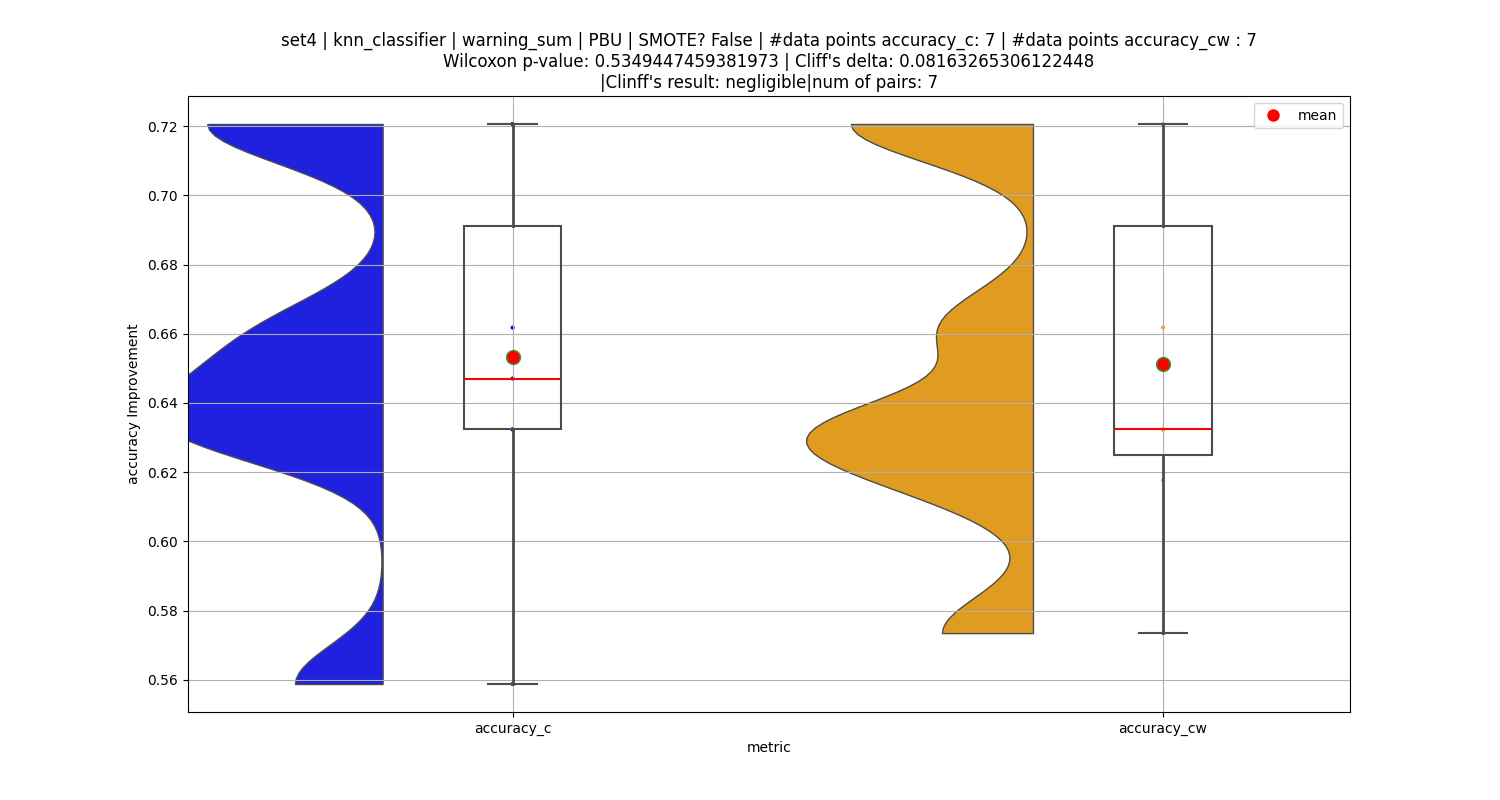 set4 | knn_classifier | warning_sum | PBU | SMOTE? False | #data points accuracy_c: 7 | #data points accuracy_cw : 7
Wilcoxon p-value: 0.5349447459381973 | Cliff's delta: 0.08163265306122448
|Clinff's result: negligible|num of pairs: 7
mean
0.72
0.70
0.68
0.66
0.64
0.62
0.60
0.58
0.56
accuracy Improvement
accuracy_c
accuracy_cw
metric